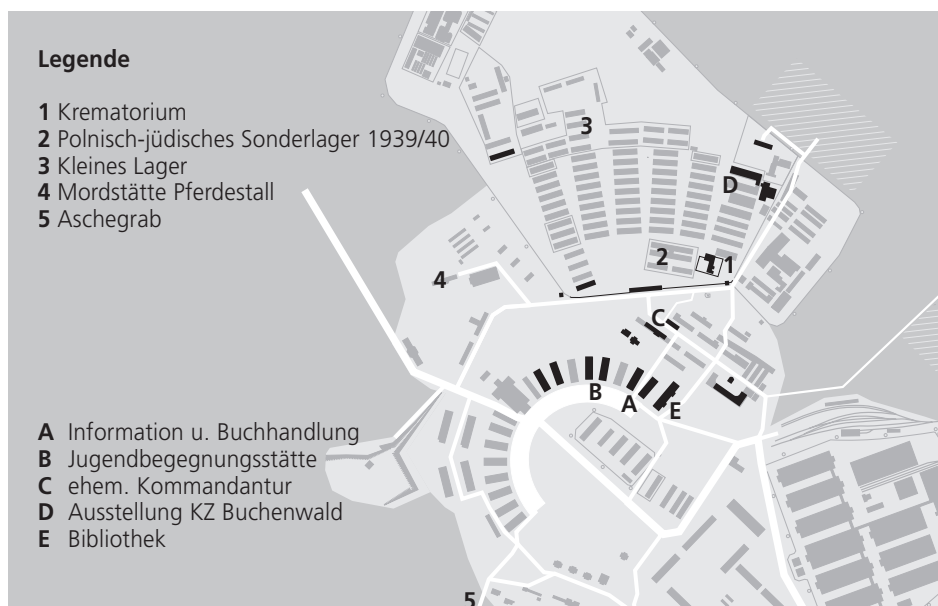 Legende
1 Krematorium
2 Polnisch-jüdisches Sonderlager 1939/40
3 Kleines Lager
4 Mordstätte Pferdestall
5 Aschegrab
3
D
2
1
4
C
B
A
E
A Information u. Buchhandlung
B Jugendbegegnungsstätte
C ehem. Kommandantur
D Ausstellung KZ Buchenwald
E Bibliothek
5